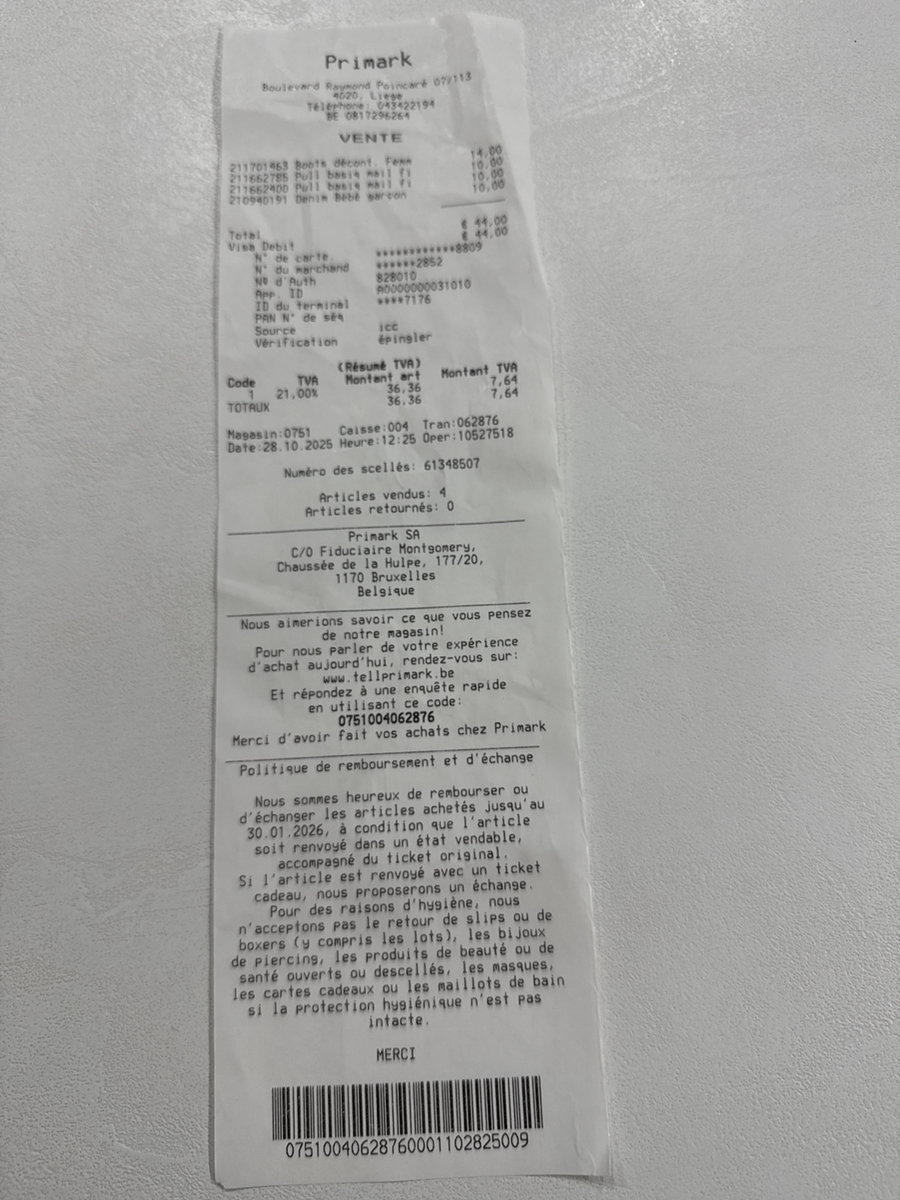 Primark
Boulevard Raymond Poincaré 07/113
4020, Liege
Téléphone: 043422194
BE 0817296264
VENTE
211701463 Boots décont. Femm 14,00
211662785 Pull basiq mail fi 10,00
211662400 Pull basiq mail fi 10,00
210940191 Denim Bébé garcon 10,00
Total € 44,00
Visa Debit € 44,00
N° de carte ************8809
N° du marchand ******2852
Nº d'Auth 828010
App. ID A0000000031010
ID du terminal ****7176
PAN N° de séq
Source icc
Vérification épingler
(Résumé TVA)
Code TVA Montant art Montant TVA
1 21,00% 36,36 7,64
TOTAUX 36,36 7,64
Magasin:0751 Caisse:004 Tran:062876
Date:28.10.2025 Heure:12:25 Oper:10527518
Numéro des scellés: 61348507
Articles vendus: 4
Articles retournés: 0
Primark SA
C/O Fiduciaire Montgomery,
Chaussée de la Hulpe, 177/20,
1170 Bruxelles
Belgique
Nous aimerions savoir ce que vous pensez
de notre magasin!
Pour nous parler de votre expérience
d'achat aujourd'hui, rendez-vous sur:
www.tellprimark.be
Et répondez à une enquête rapide
en utilisant ce code:
0751004062876
Merci d'avoir fait vos achats chez Primark
Politique de remboursement et d'échange
Nous sommes heureux de rembourser ou
d'échanger les articles achetés jusqu'au
30.01.2026, à condition que l'article
soit renvoyé dans un état vendable,
accompagné du ticket original.
Si l'article est renvoyé avec un ticket
cadeau, nous proposerons un échange.
Pour des raisons d'hygiène, nous
n'acceptons pas le retour de slips ou de
boxers (y compris les lots), les bijoux
de piercing, les produits de beauté ou de
santé ouverts ou descellés, les masques,
les cartes cadeaux ou les maillots de bain
si la protection hygiénique n'est pas
intacte.
MERCI
07510040628760001102825009